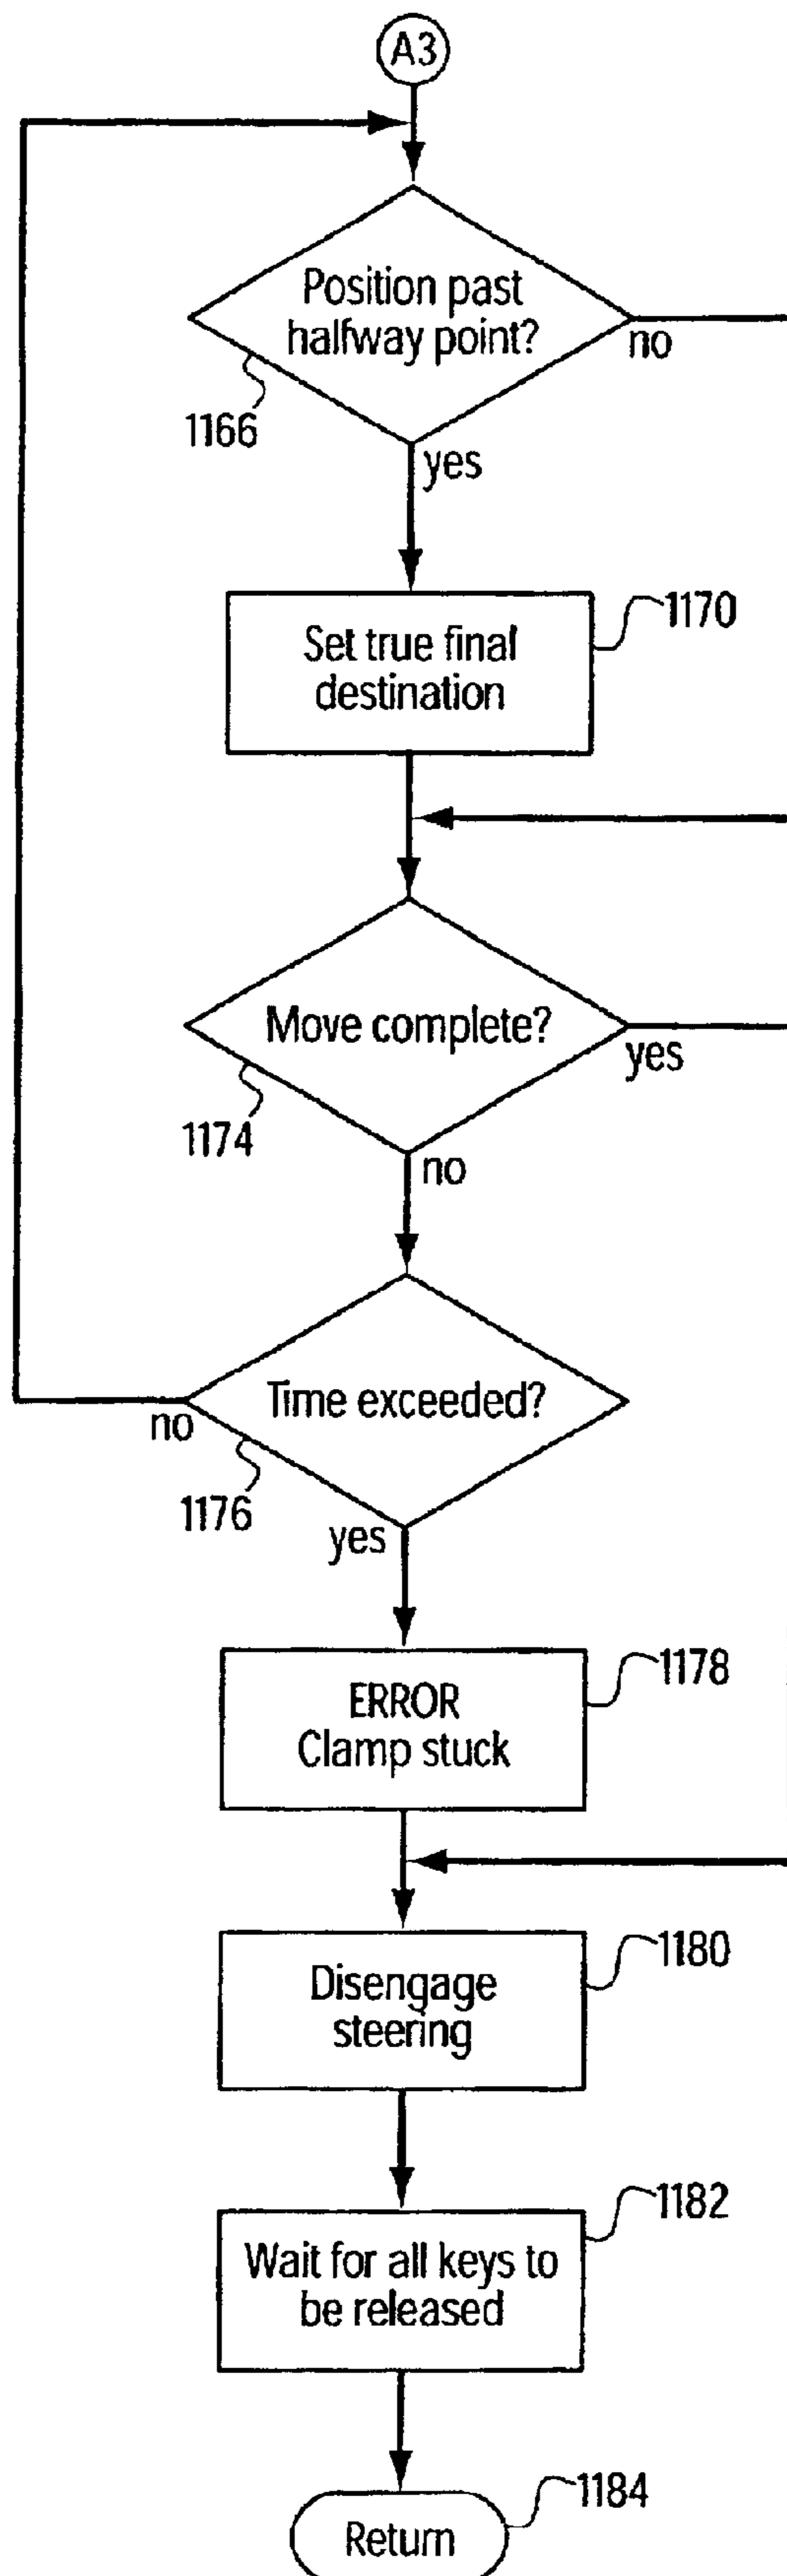 A3
Position past
halfway point?
no
1166
yes
1170
Set true final
destination
Move complete?
yes
1174
no
Time exceeded?
no
1176
yes
1178
ERROR
Clamp stuck
1180
Disengage
steering
1182
Wait for all keys to
be released
1184
Return